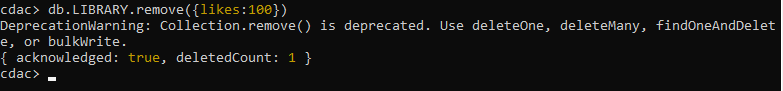 cdac> db.LIBRARY.remove({likes:100})
DeprecationWarning: Collection.remove() is deprecated. Use deleteOne, deleteMany, findOneAndDelet
e, or bulkWrite.
{ acknowledged: true, deletedCount: 1 }
cdac>